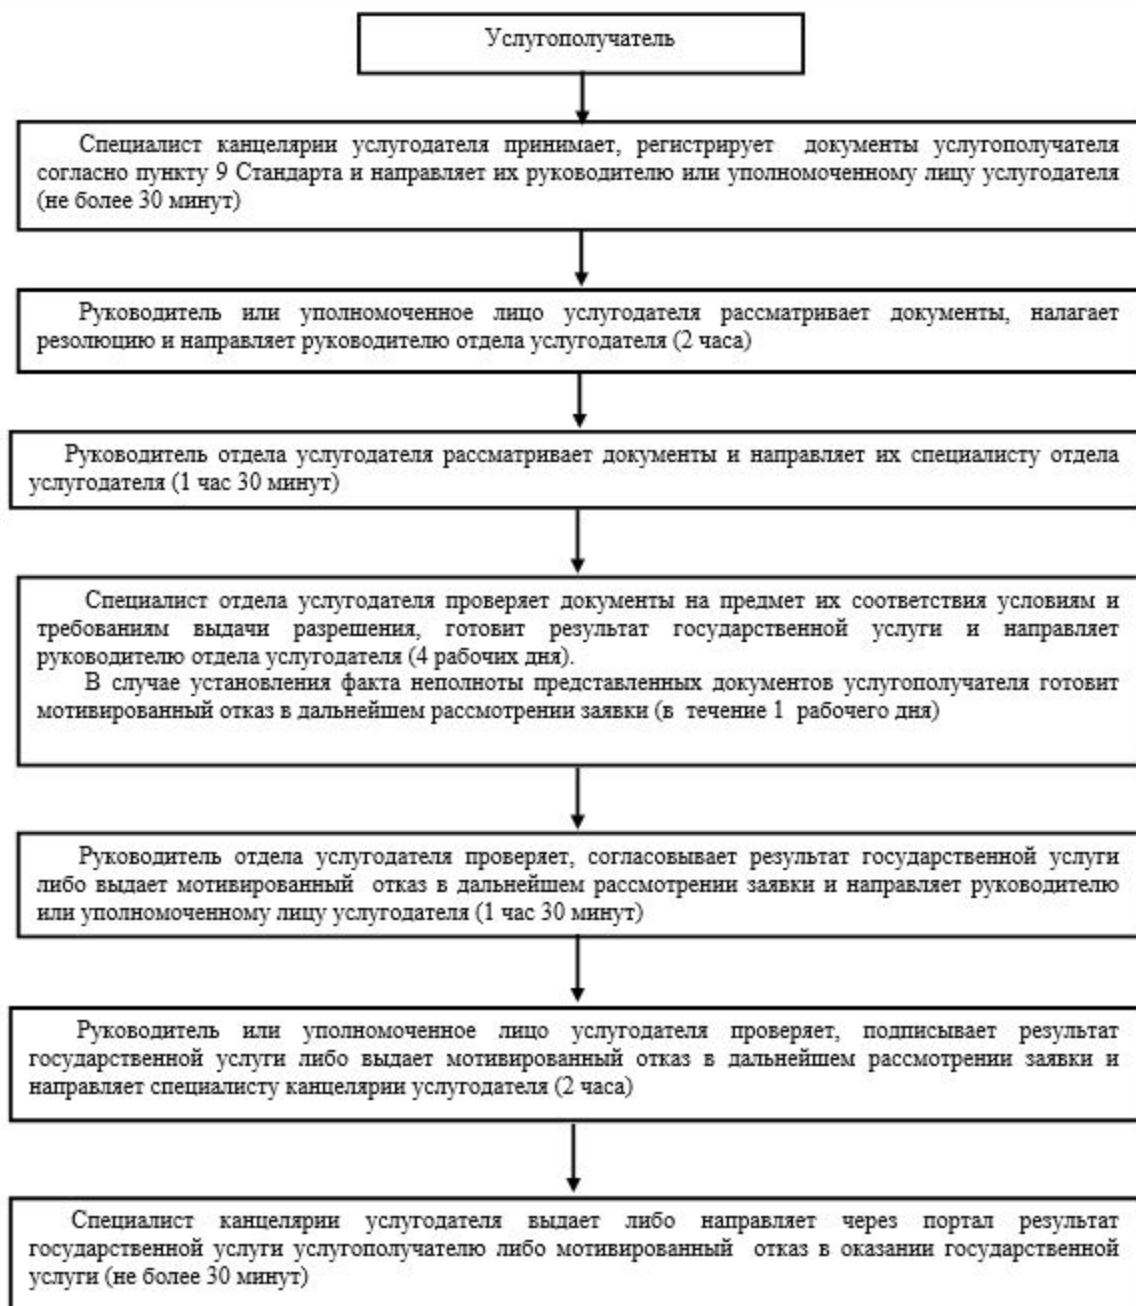 Услугополучатель
Специалист канцелярии услугодателя принимает, регистрирует документы услугополучателя
согласно пункту 9 Стандарта и направляет их руководителю или уполномоченному лицу услугодателя
(не более 30 минут)
Руководитель или уполномоченное лицо услугодателя рассматривает документы, налагает
резолюцию и направляет руководителю отдела услугодателя (2 часа)
Руководитель отдела услугодателя рассматривает документы и направляет их специалисту отдела
услугодателя (1 час 30 минут)
Специалист отдела услугодателя проверяет документы на предмет их соответствия условиям и
требованиям выдачи разрешения, готовит результат государственной услуги и направляет
руководителю отдела услугодателя (4 рабочих дня).
В случае установления факта неполноты представленных документов услугополучателя готовит
мотивированный отказ в дальнейшем рассмотрении заявки (в течение 1 рабочего дня)
Руководитель отдела услугодателя проверяет, согласовывает результат государственной услуги
либо выдает мотивированный отказ в дальнейшем рассмотрении заявки и направляет руководителю
или уполномоченному лицу услугодателя (1 час 30 минут)
Руководитель или уполномоченное лицо услугодателя проверяет, подписывает результат
государственной услуги либо выдает мотивированный отказ в дальнейшем рассмотрении заявки и
направляет специалисту канцелярии услугодателя (2 часа)
Специалист канцелярии услугодателя выдает либо направляет через портал результат
государственной услуги услугополучателю либо мотивированный отказ в оказании государственной
услуги (не более 30 минут)